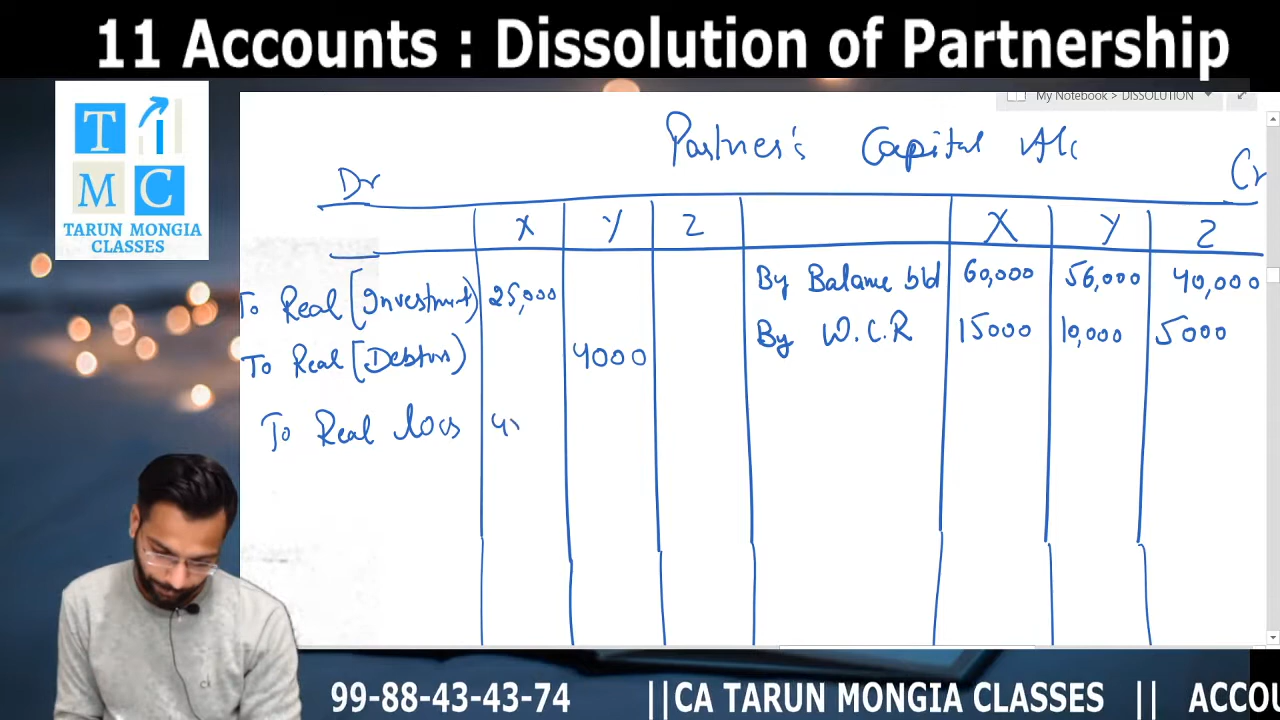 11 Accounts : Dissolution of Partnership
T
M C
TARUN MONGIA
CLASSES
My Notebook > DISSOLUTION
Partner's Capital A/c
Dr
Cr
X Y Z X Y Z
To Real [Investment] 25,000
By Balance b/d 60,000 56,000 40,000
To Real [Debtors) 4000
By W.C.R 15000 10,000 5000
To Real loss
99-88-43-43-74 ||CA TARUN MONGIA CLASSES || ACCOU